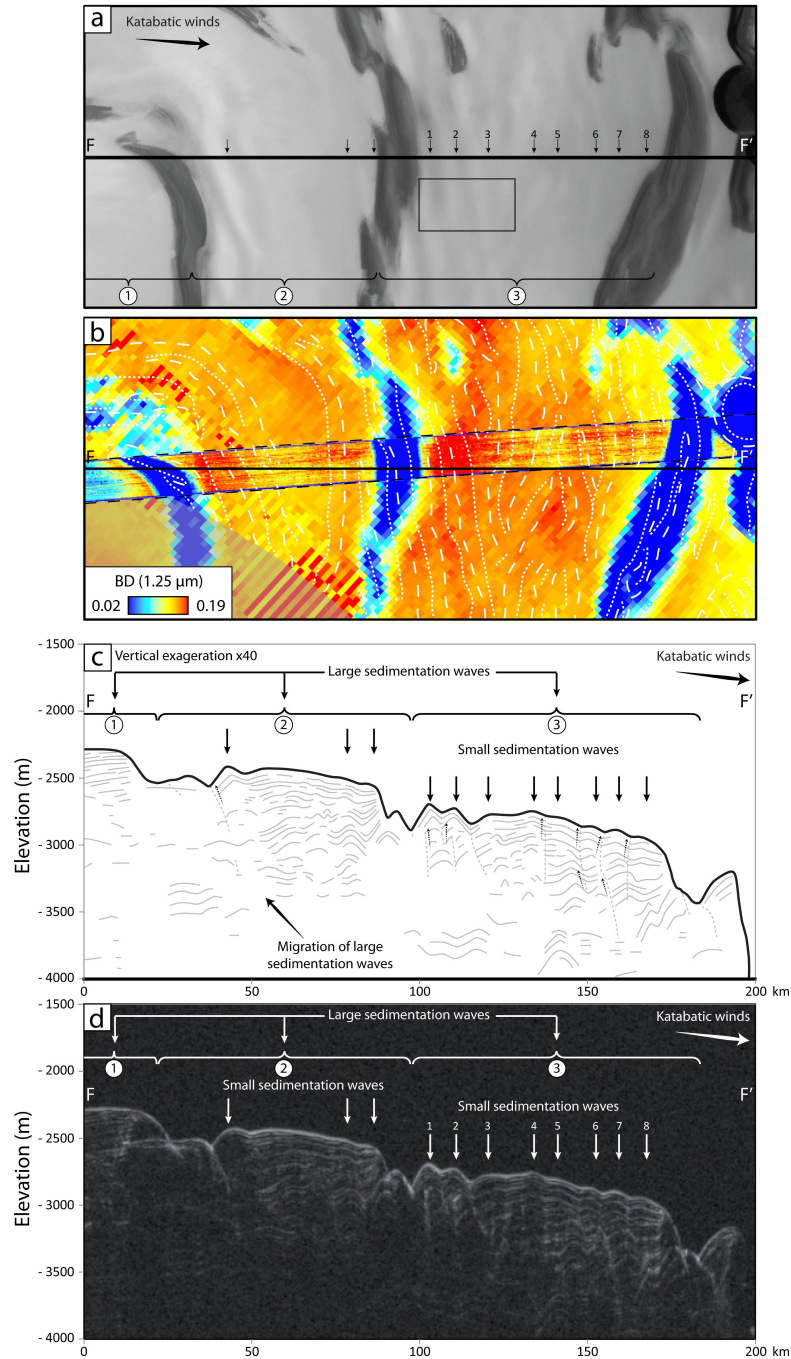 a
Katabatic winds
1 2 3 4 5 6 7 8
F F’
1 2 3
b
F F’
BD (1.25 µm)
0.02 0.19
c
Vertical exageration x40
Large sedimentation waves
Katabatic winds
F F’
1 2 3
Small sedimentation waves
Migration of large
sedimentation waves
Elevation (m)
- 1500
- 2000
- 2500
- 3000
- 3500
- 4000
0 50 100 150 200 km
d
Large sedimentation waves
Katabatic winds
1 2 3
F F’
Small sedimentation waves
Small sedimentation waves
1 2 3 4 5 6 7 8
Elevation (m)
- 1500
- 2000
- 2500
- 3000
- 3500
- 4000
0 50 100 150 200 km